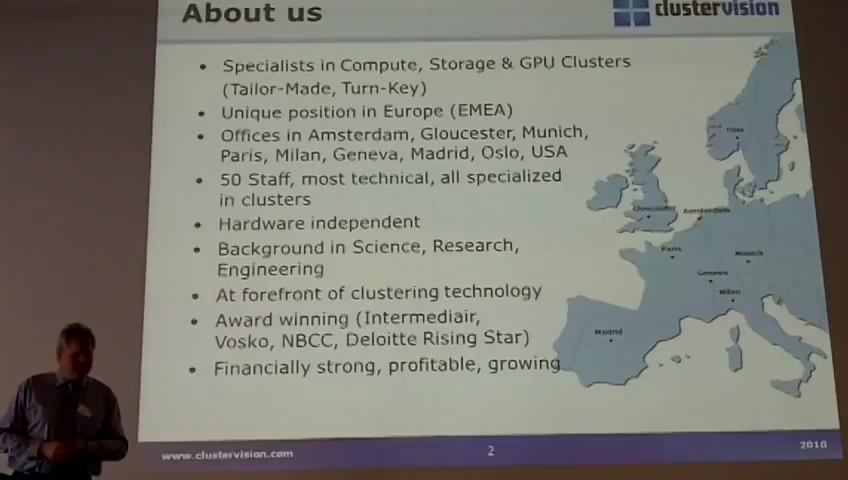 About us
clustervision
• Specialists in Compute, Storage & GPU Clusters
(Tailor-Made, Turn-Key)
• Unique position in Europe (EMEA)
• Offices in Amsterdam, Gloucester, Munich,
Paris, Milan, Geneva, Madrid, Oslo, USA
• 50 Staff, most technical, all specialized
in clusters
• Hardware independent
• Background in Science, Research,
Engineering
• At forefront of clustering technology
• Award winning (Intermediair,
Vosko, NBCC, Deloitte Rising Star)
• Financially strong, profitable, growing
Gloucester
Amsterdam
Paris
Munich
Geneva
Milan
Madrid
www.clustervision.com
2
2010